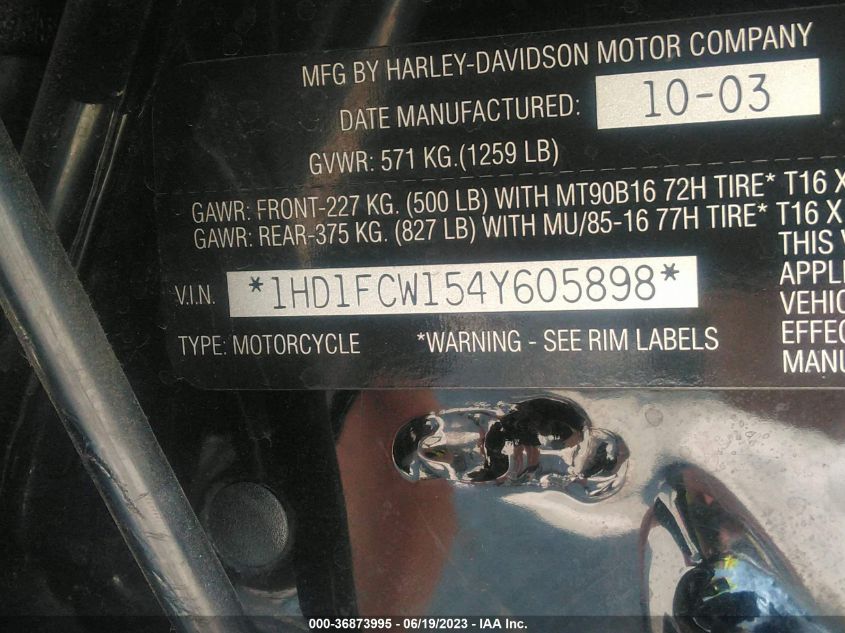 MFG BY HARLEY-DAVIDSON MOTOR COMPANY
DATE MANUFACTURED: 10-03
GVWR: 571 KG.(1259 LB)
GAWR: FRONT-227 KG. (500 LB) WITH MT90B16 72H TIRE* T16 X
GAWR: REAR-375 KG. (827 LB) WITH MU/85-16 77H TIRE* T16 X
THIS V
V.I.N. *1HD1FCW154Y605898* APPLI
VEHIC
TYPE: MOTORCYCLE *WARNING - SEE RIM LABELS EFFEC
MANU
000-36873995 - 06/19/2023 - IAA Inc.